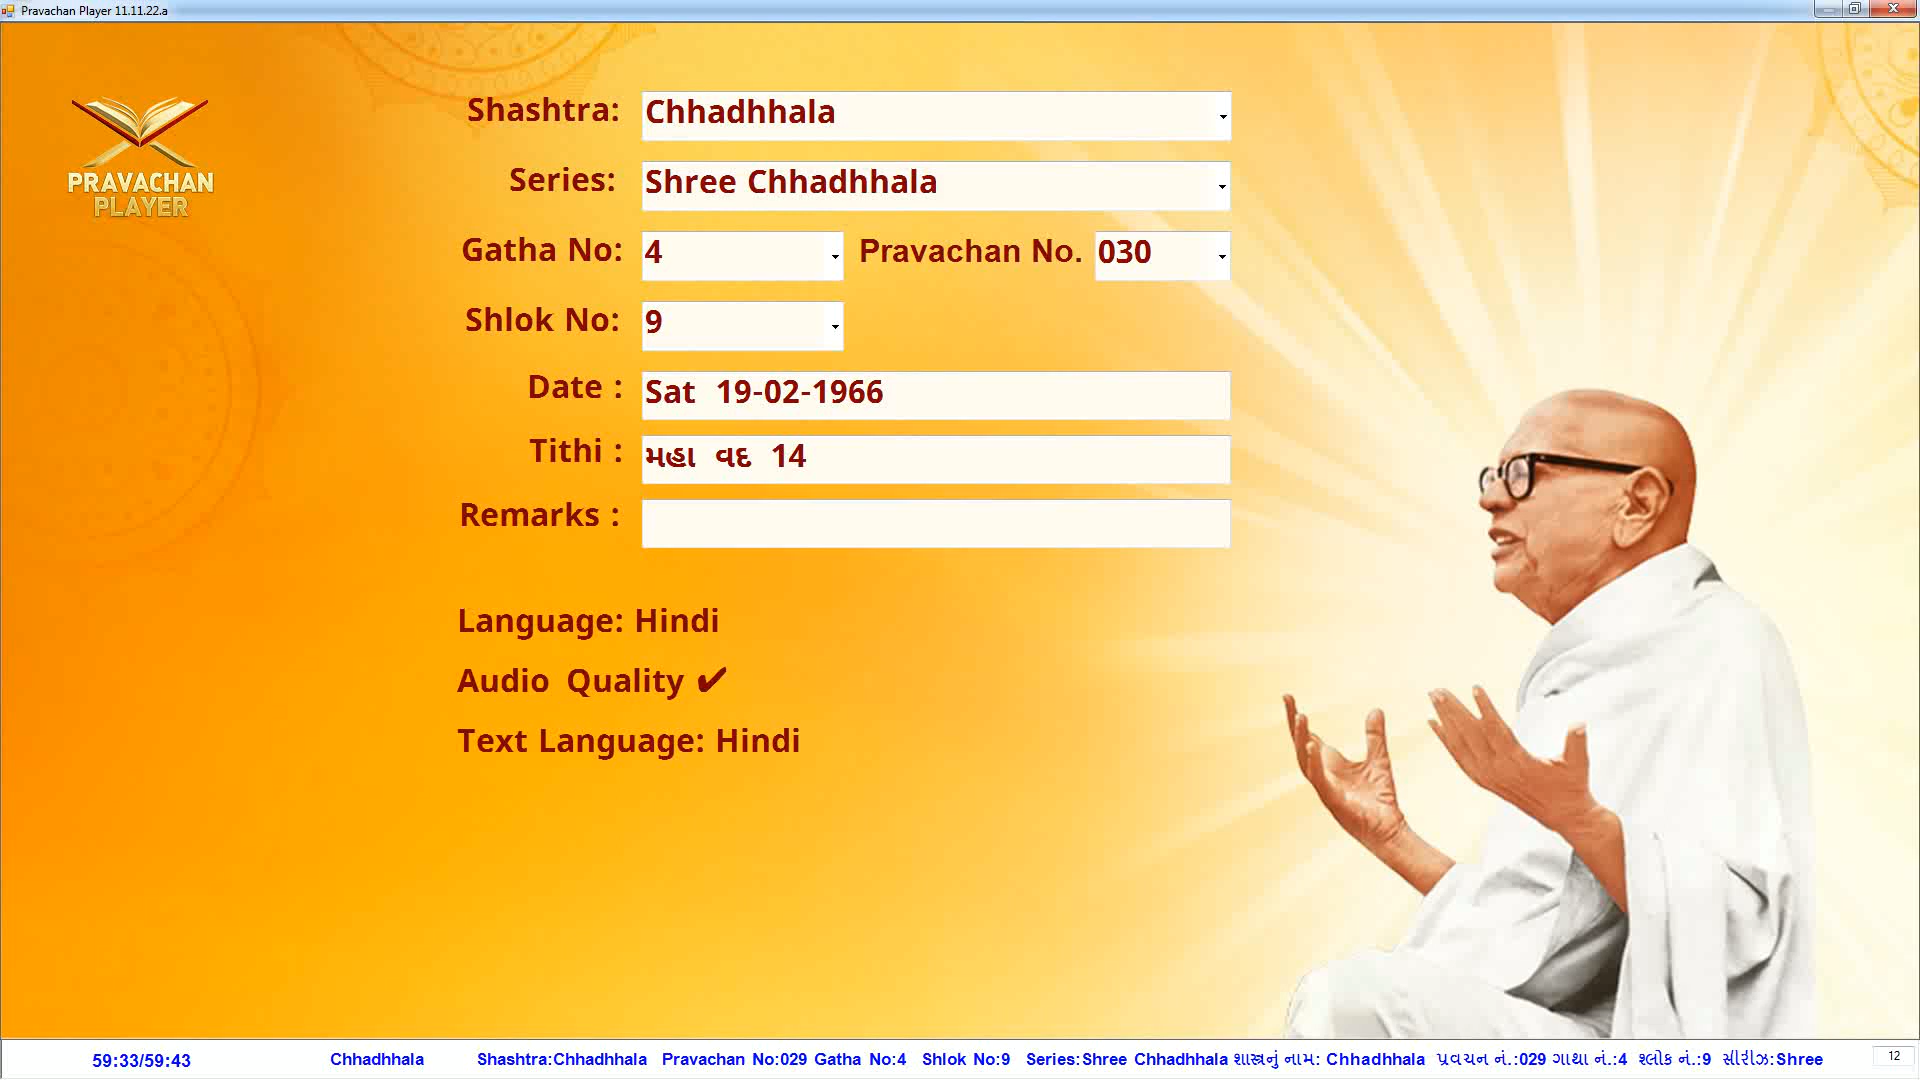 Pravachan Player 11.11.22.a
PRAVACHAN
PLAYER
Shashtra: Chhadhhala
Series: Shree Chhadhhala
Gatha No: 4 Pravachan No. 030
Shlok No: 9
Date : Sat 19-02-1966
Tithi : મહા વદ 14
Remarks :
Language: Hindi
Audio Quality ✔
Text Language: Hindi
59:33/59:43 Chhadhhala Shashtra:Chhadhhala Pravachan No:029 Gatha No:4 Shlok No:9 Series:Shree Chhadhhala શાસ્ત્રનું નામ: Chhadhhala પ્રવચન નં.:029 ગાથા નં.:4 શ્લોક નં.:9 સીરીઝ:Shree 12